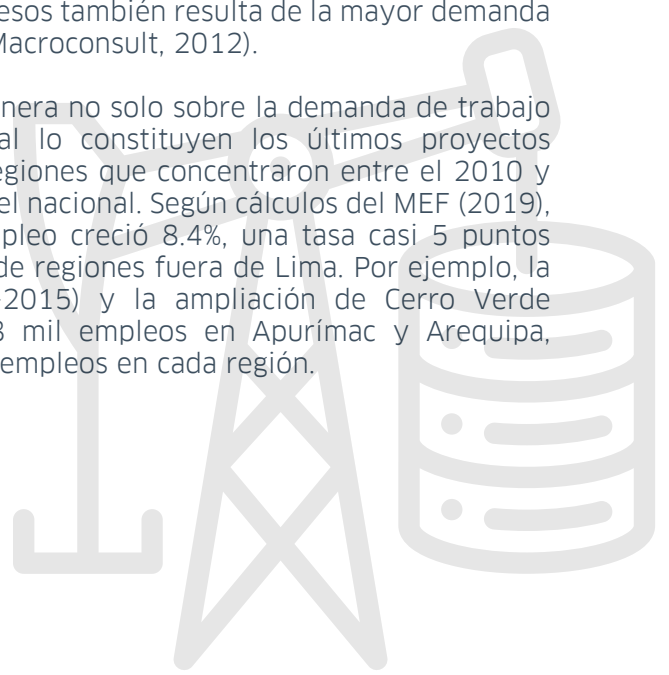 esos también resulta de la mayor demanda
Macroconsult, 2012).
nera no solo sobre la demanda de trabajo
al lo constituyen los últimos proyectos
egiones que concentraron entre el 2010 y
el nacional. Según cálculos del MEF (2019),
pleo creció 8.4%, una tasa casi 5 puntos
de regiones fuera de Lima. Por ejemplo, la
2015) y la ampliación de Cerro Verde
mil empleos en Apurímac y Arequipa,
empleos en cada región.